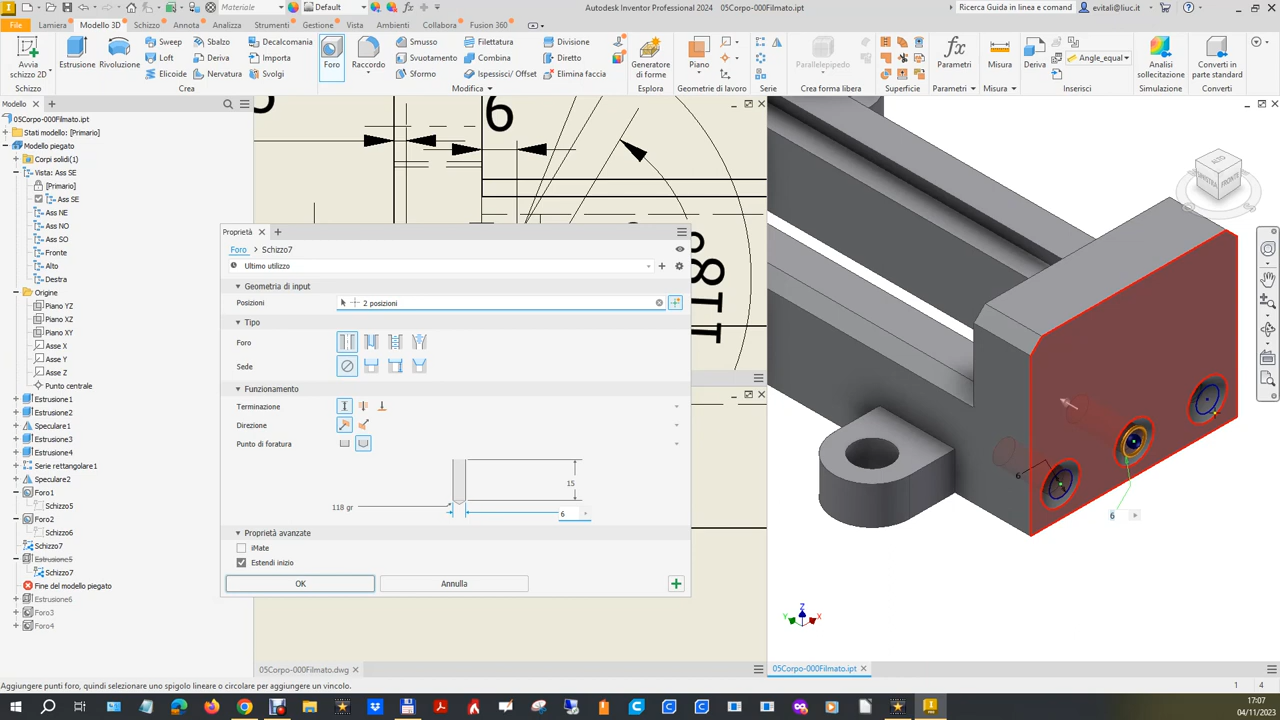 Materiale
Default
Autodesk Inventor Professional 2024 05Corpo-000Filmato.ipt
Ricerca Guida in linea e comand
evitali@liuc.it
File Lamiera Modello 3D Schizzo Annota Analizza Strumenti Gestione Vista Ambienti Collabora Fusion 360
Avvia schizzo 2D
Estrusione
Rivoluzione
Sweep
Sbalzo
Decalcomania
Loft
Deriva
Importa
Elicoide
Nervatura
Svolgi
Foro
Raccordo
Smusso
Filettatura
Divisione
Svuotamento
Combina
Diretto
Sformo
Ispessisci/ Offset
Elimina faccia
Generatore di forme
Piano
Parallelepipedo
Parametri
Misura
Deriva
Angle_equal
Analisi sollecitazione
Converti in parte standard
Schizzo
Crea
Modifica
Esplora
Geometrie di lavoro
Serie
Crea forma libera
Superficie
Parametri
Misura
Inserisci
Simulazione
Converti
Modello
05Corpo-000Filmato.ipt
Stati modello: [Primario]
Modello piegato
Corpi solidi(1)
Vista: Ass SE
[Primario]
Ass SE
Ass NE
Ass NO
Ass SO
Fronte
Alto
Destra
Origine
Piano YZ
Piano XZ
Piano XY
Asse X
Asse Y
Asse Z
Punto centrale
Estrusione1
Estrusione2
Speculare1
Estrusione3
Estrusione4
Serie rettangolare1
Speculare2
Foro1
Schizzo5
Foro2
Schizzo6
Schizzo7
Estrusione5
Schizzo7
Fine del modello piegato
Estrusione6
Foro3
Foro4
6
118
Proprietà
Foro > Schizzo7
Ultimo utilizzo
Geometria di input
Posizioni
2 posizioni
Tipo
Foro
Sede
Funzionamento
Terminazione
Direzione
Punto di foratura
15
118 gr
6
Proprietà avanzate
iMate
Estendi inizio
OK
Annulla
ALTO
SINISTRA
FRONTE
6
6
Z
Y
X
05Corpo-000Filmato.dwg
05Corpo-000Filmato.ipt
Aggiungere punti foro, quindi selezionare uno spigolo lineare o circolare per aggiungere un vincolo.
1 4
17:07
04/11/2023